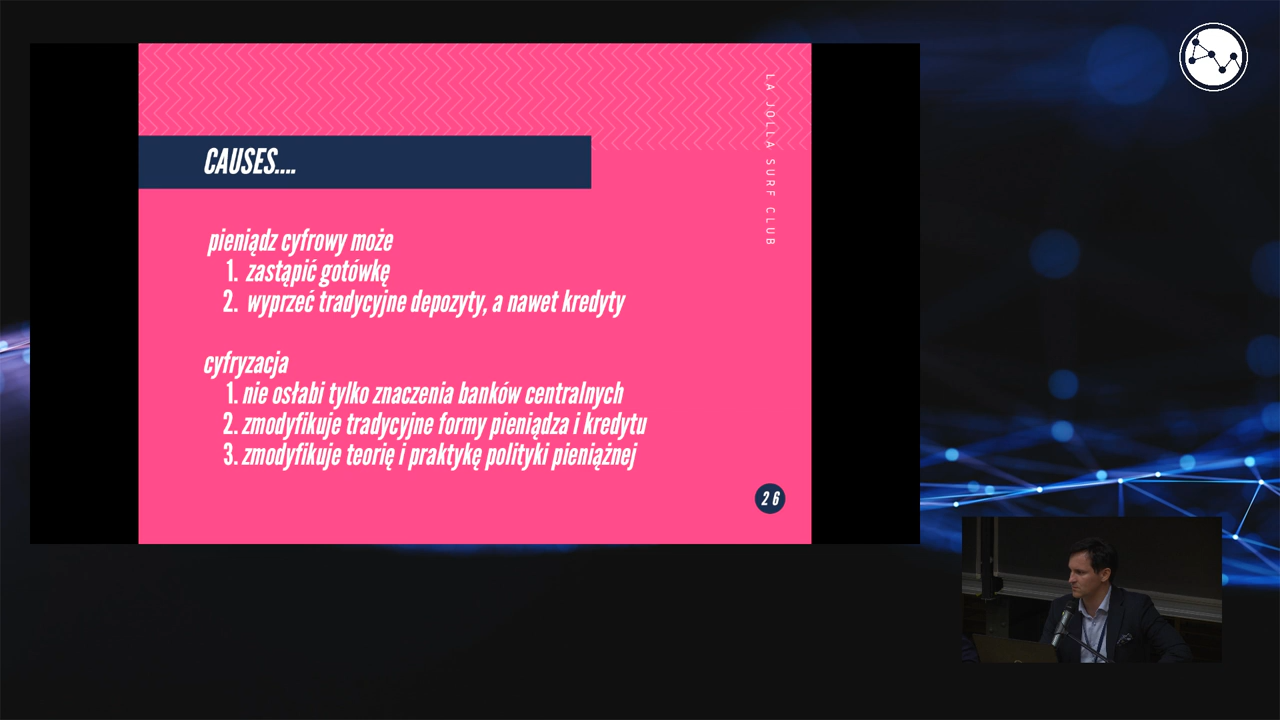 CAUSES....
LA JOLLA SURF CLUB
pieniądz cyfrowy może
1. zastąpić gotówkę
2. wyprzeć tradycyjne depozyty, a nawet kredyty
cyfryzacja
1. nie osłabi tylko znaczenia banków centralnych
2. zmodyfikuje tradycyjne formy pieniądza i kredytu
3. zmodyfikuje teorię i praktykę polityki pieniężnej
26